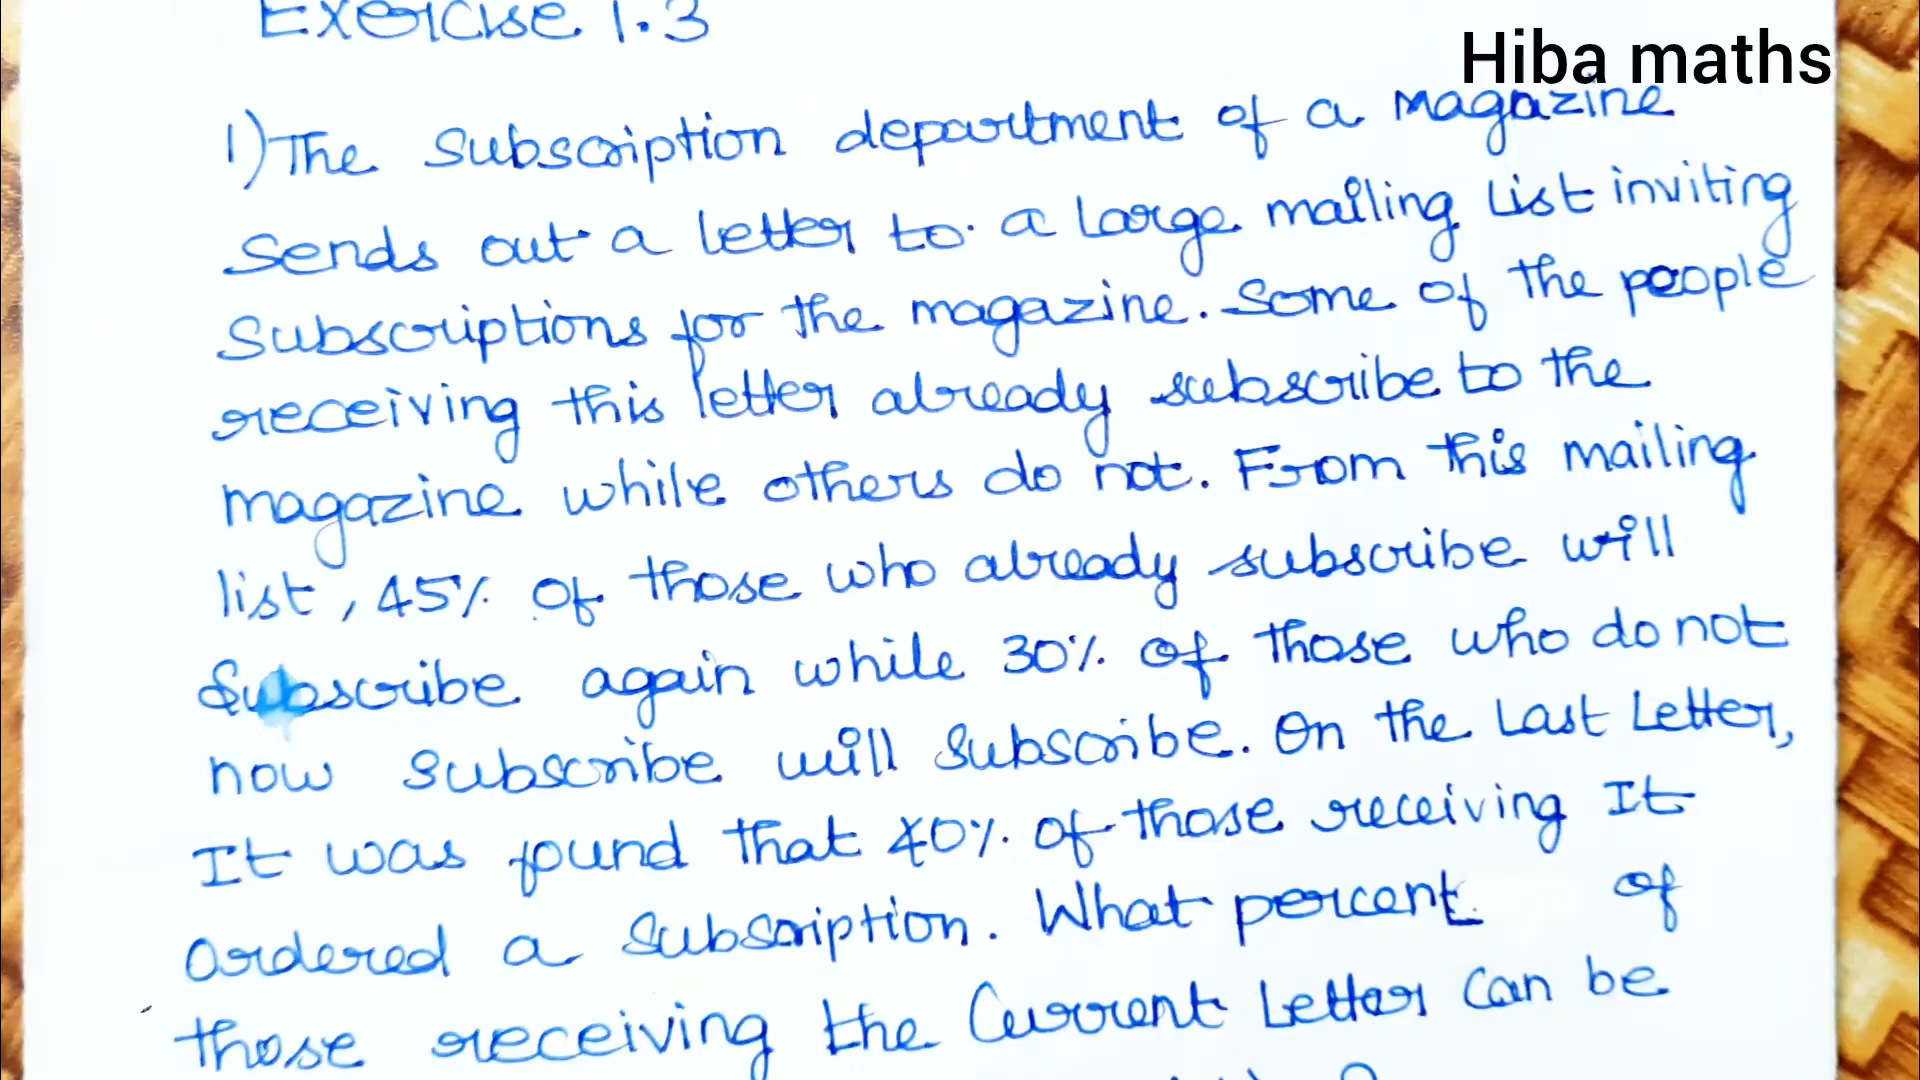 Exercise 1.3
Hiba maths
1) The subscription department of a magazine
sends out a letter to a large mailing list inviting
subscriptions for the magazine. Some of the people
receiving this letter already subscribe to the
magazine while others do not. From this mailing
list, 45% of those who already subscribe will
subscribe again while 30% of those who do not
now subscribe will subscribe. On the Last Letter,
It was found that 40% of those receiving It
ordered a subscription. What percent of
those receiving the Current Letter can be